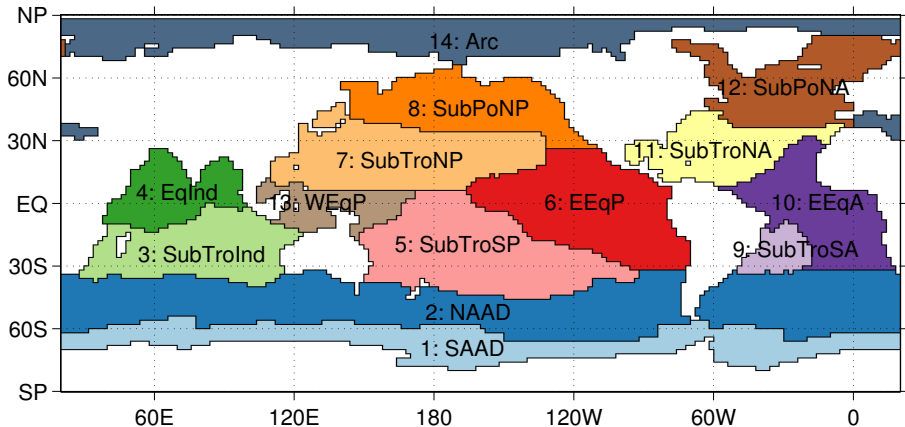 NP
14: Arc
60N
12: SubPoNA
8: SubPoNP
30N
11: SubTroNA
7: SubTroNP
4: EqInd
13: WEqP
EQ
6: EEqP
10: EEqA
5: SubTroSP
3: SubTroInd
9: SubTroSA
30S
2: NAAD
60S
1: SAAD
SP
60E 120E 180 120W 60W 0